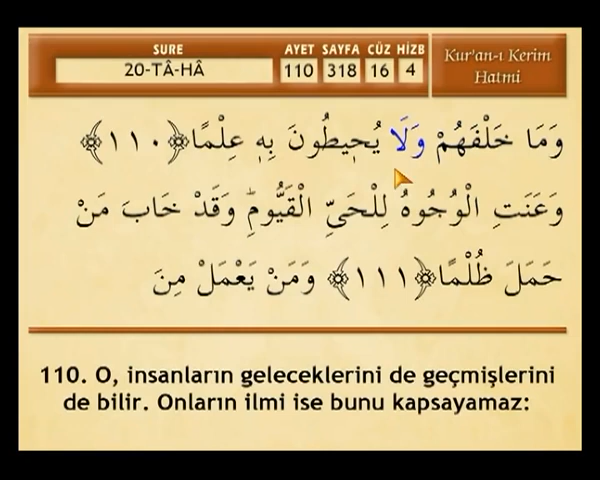 SURE AYET SAYFA CÜZ HİZB
20-TÂ-HÂ 110 318 16 4
Kur'an-ı Kerim
Hatmi
وَمَا خَلْفَهُمْ وَلَا يُح۪يطُونَ بِه۪ عِلْمًا ﴿١١٠﴾
وَعَنَتِ الْوُجُوهُ لِلْحَيِّ الْقَيُّومِۜ وَقَدْ خَابَ مَنْ
حَمَلَ ظُلْمًا ﴿١١١﴾ وَمَنْ يَعْمَلْ مِنَ
110. O, insanların geleceklerini de geçmişlerini
de bilir. Onların ilmi ise bunu kapsayamaz: